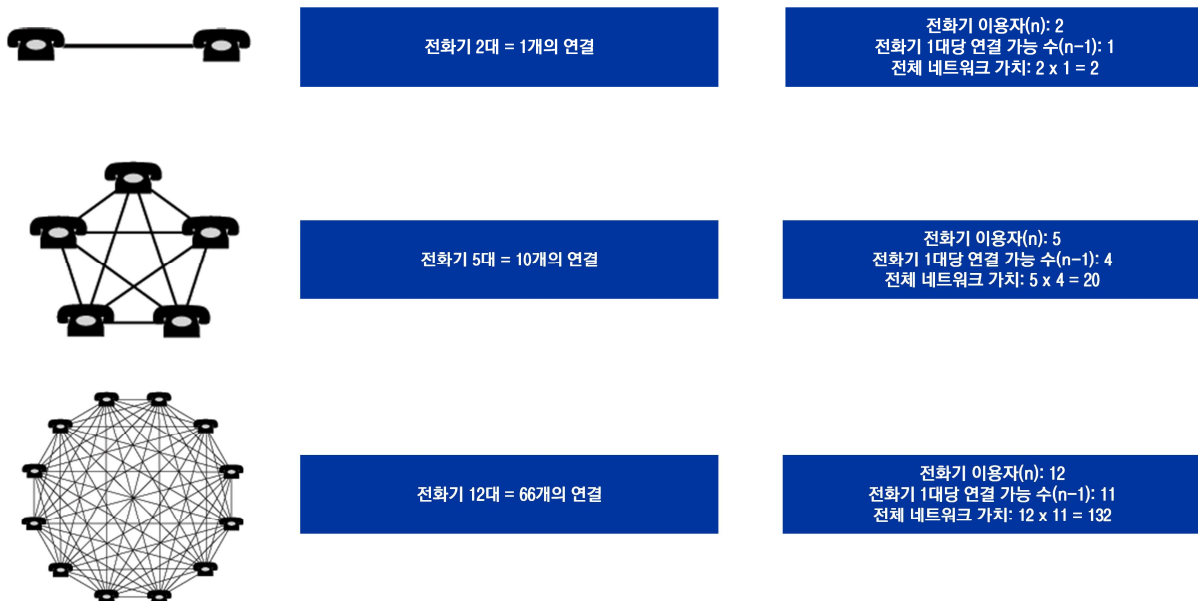 전화기 2대 = 1개의 연결
전화기 이용자(n): 2
전화기 1대당 연결 가능 수(n-1): 1
전체 네트워크 가치: 2 x 1 = 2
전화기 5대 = 10개의 연결
전화기 이용자(n): 5
전화기 1대당 연결 가능 수(n-1): 4
전체 네트워크 가치: 5 x 4 = 20
전화기 12대 = 66개의 연결
전화기 이용자(n): 12
전화기 1대당 연결 가능 수(n-1): 11
전체 네트워크 가치: 12 x 11 = 132